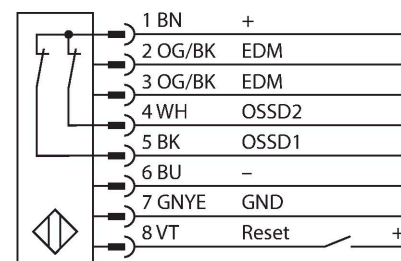 1 BN +
2 OG/BK EDM
3 OG/BK EDM
4 WH OSSD2
5 BK OSSD1
6 BU –
7 GNYE GND
8 VT Reset +